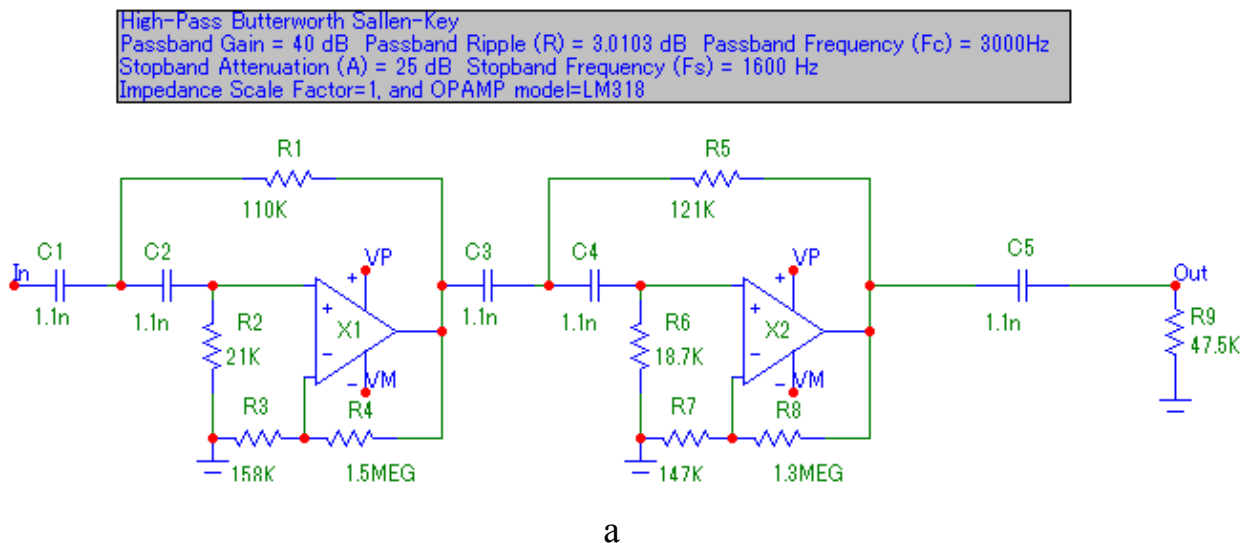 High-Pass Butterworth Sallen-Key
Passband Gain = 40 dB Passband Ripple (R) = 3.0103 dB Passband Frequency (Fc) = 3000Hz
Stopband Attenuation (A) = 25 dB Stopband Frequency (Fs) = 1600 Hz
Impedance Scale Factor=1, and OPAMP model=LM318
R1
R5
110K
121K
C1
C2
VP
C3
C4
VP
C5
In
Out
1.1n
1.1n
R2
21K
X1
1.1n
1.1n
R6
18.7K
X2
1.1n
R9
47.5K
VM
VM
R3
R4
R7
R8
158K
1.5MEG
147K
1.3MEG
a